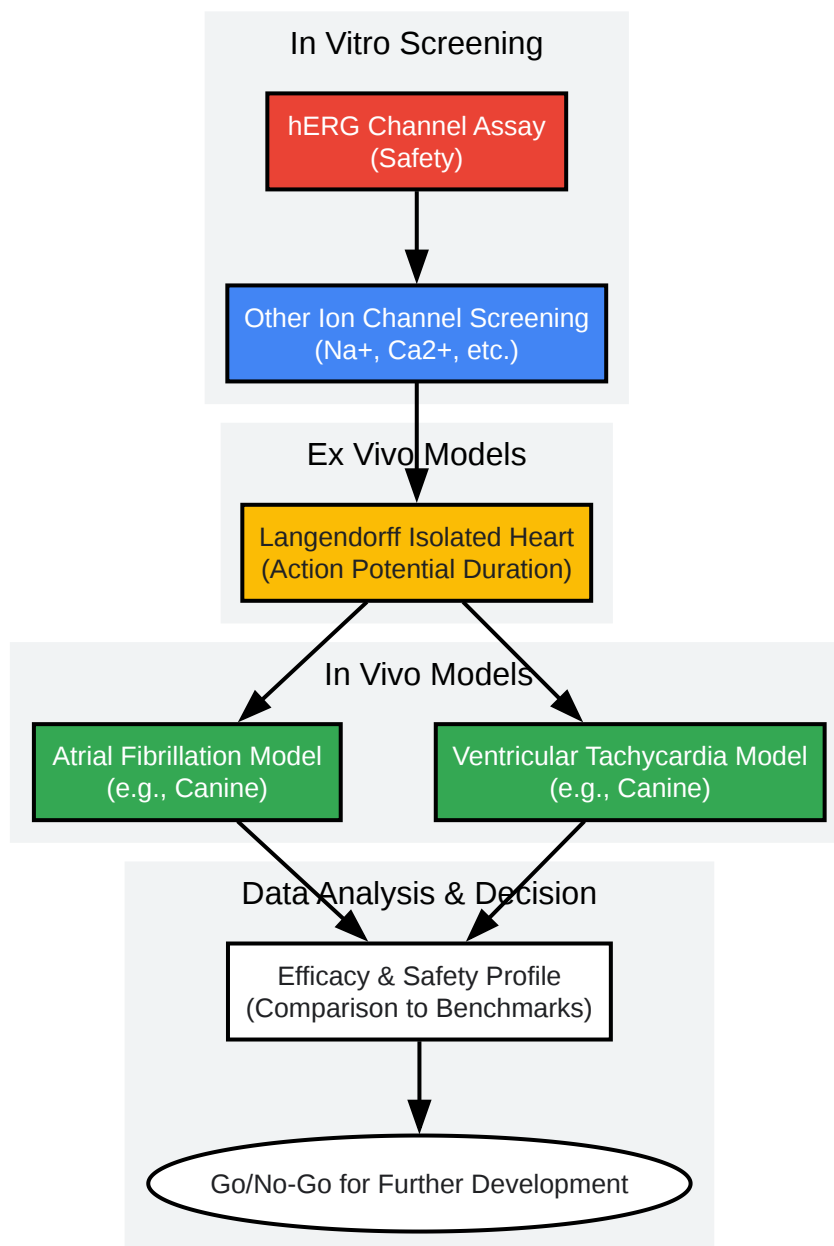 In Vitro Screening
hERG Channel Assay
(Safety)
Other Ion Channel Screening
(Na+, Ca2+, etc.)
Ex Vivo Models
Langendorff Isolated Heart
(Action Potential Duration)
In Vivo Models
Atrial Fibrillation Model
(e.g., Canine)
Ventricular Tachycardia Model
(e.g., Canine)
Data Analysis & Decision
Efficacy & Safety Profile
(Comparison to Benchmarks)
Go/No-Go for Further Development